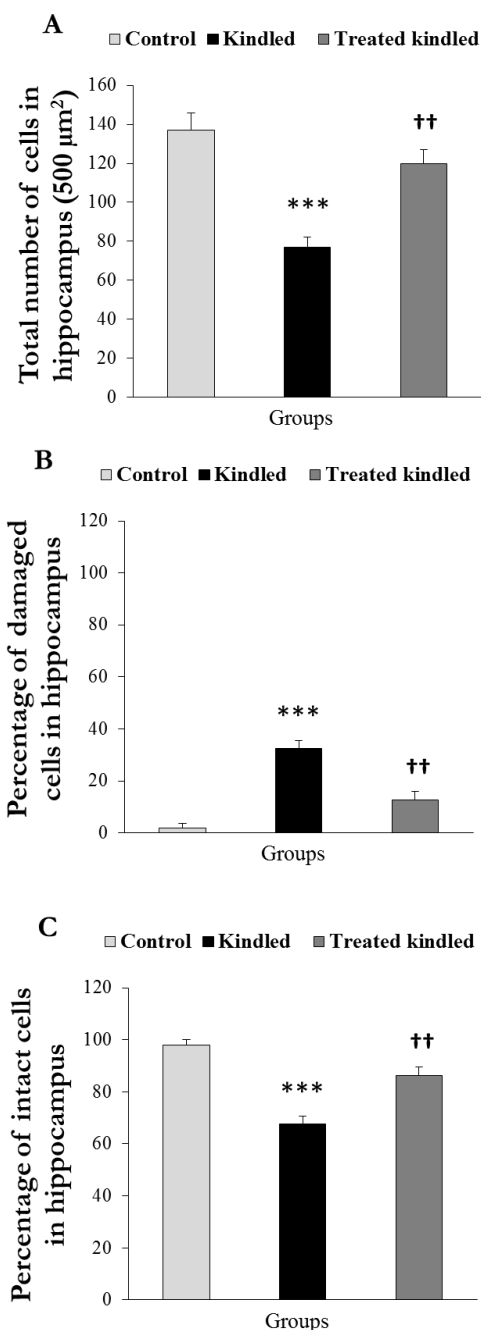 A
Control Kindled Treated kindled
Total number of cells in
hippocampus (500 µm²)
160
140
120
100
80
60
40
20
0
***
††
Groups
B
Control Kindled Treated kindled
Percentage of damaged
cells in hippocampus
120
100
80
60
40
20
0
***
††
Groups
C
Control Kindled Treated kindled
Percentage of intact cells
in hippocampus
120
100
80
60
40
20
0
***
††
Groups